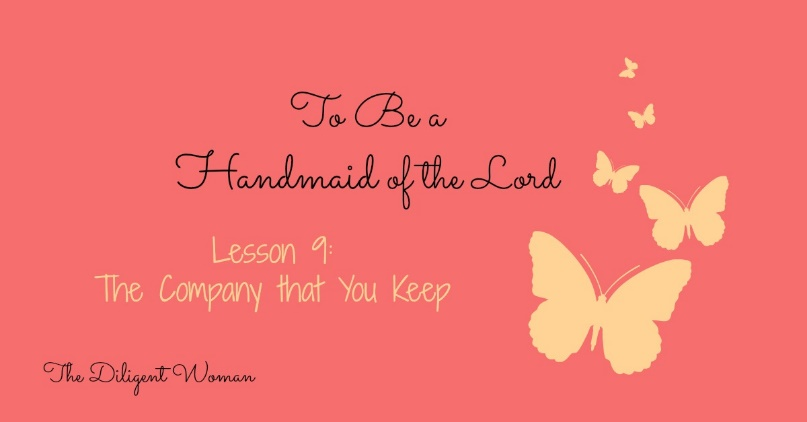 To Be a
Handmaid of the Lord
Lesson 9:
The Company that You Keep
The Diligent Woman